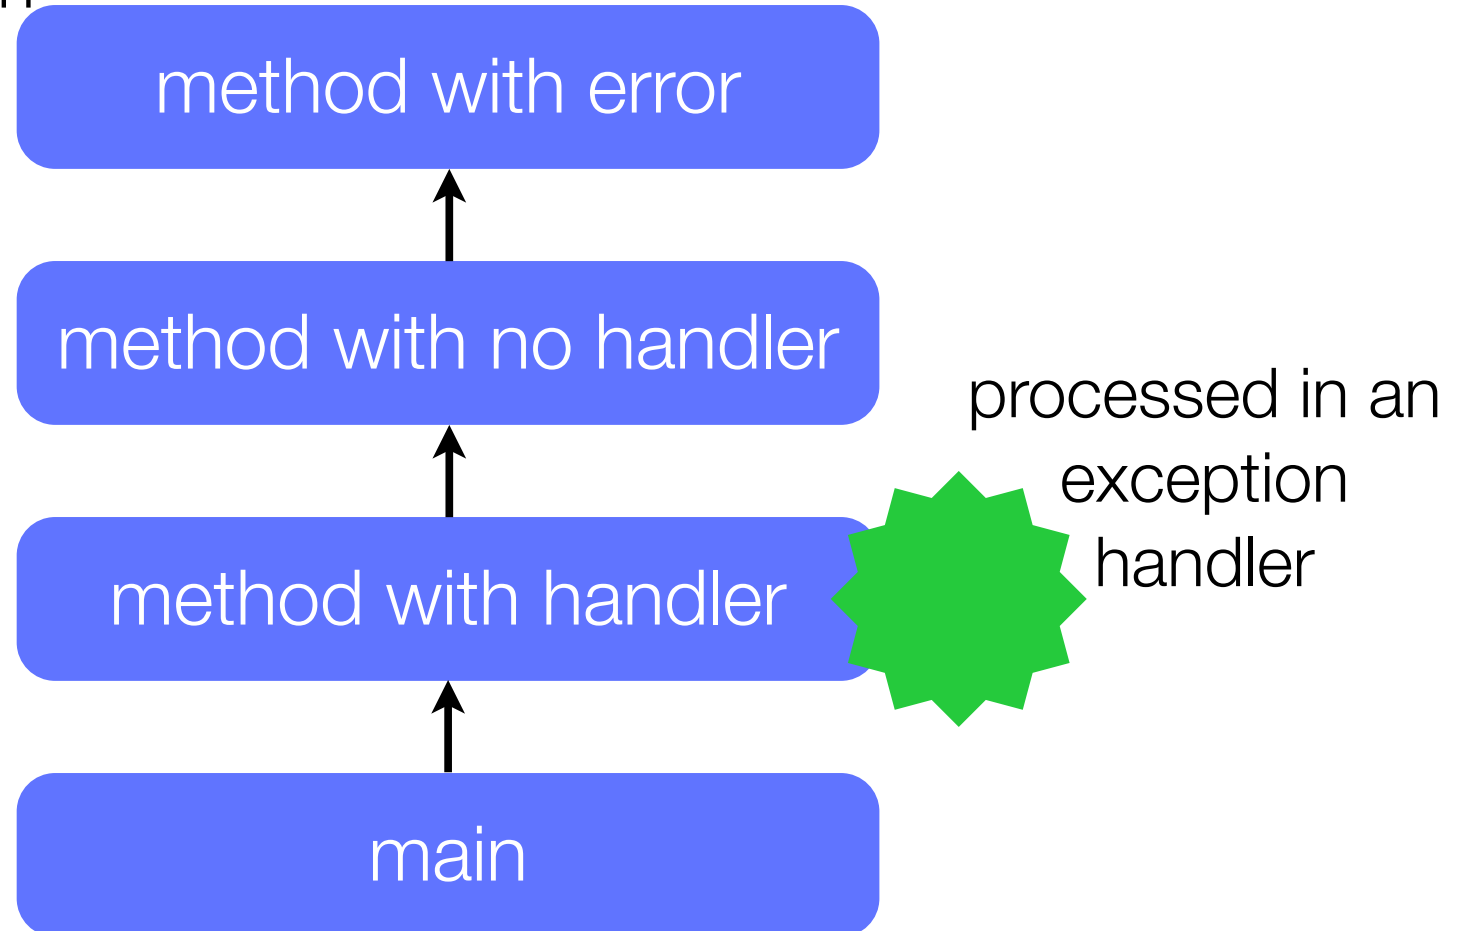 method with error
method with no handler
processed in an
exception
handler
method with handler
main